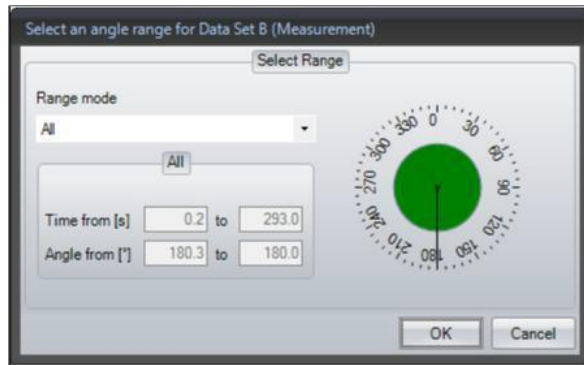 Select an angle range for Data Set B (Measurement)
Select Range
Range mode
All
All
Time from [s] 0.2 to 293.0
Angle from [°] 180.3 to 180.0
0
30
60
90
120
150
180
210
240
270
300
330
OK Cancel